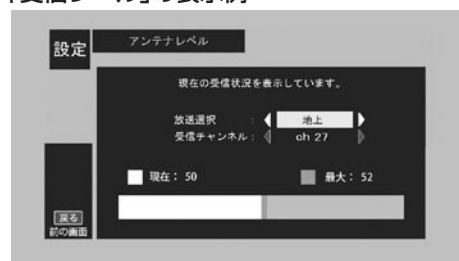 「受信レベル」の表示例
設定
アンテナレベル
現在の受信状況を表示しています。
放送選択 : 地上
受信チャンネル : ch 27
現在: 50
最大: 52
戻る
前の画面